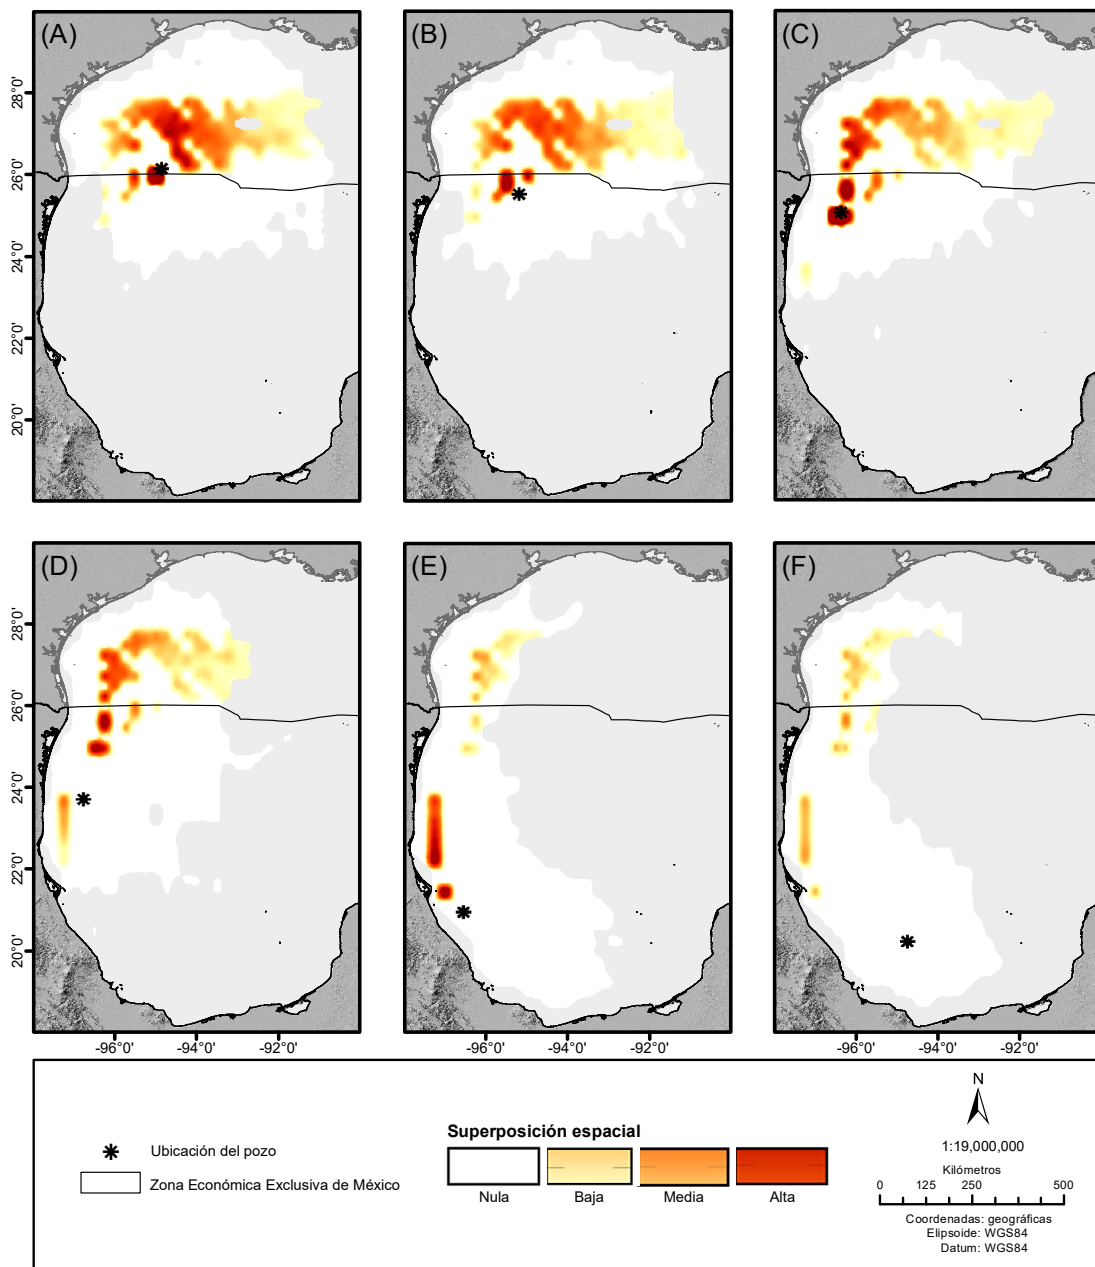 (A)
(B)
(C)
28°0'
26°0'
24°0'
22°0'
20°0'
(D)
(E)
(F)
28°0'
26°0'
24°0'
22°0'
20°0'
-96°0' -94°0' -92°0'
-96°0' -94°0' -92°0'
-96°0' -94°0' -92°0'
Ubicación del pozo
Zona Económica Exclusiva de México
Superposición espacial
Nula Baja Media Alta
N
1:19,000,000
Kilómetros
0 125 250 500
Coordenadas: geográficas
Elipsoide: WGS84
Datum: WGS84